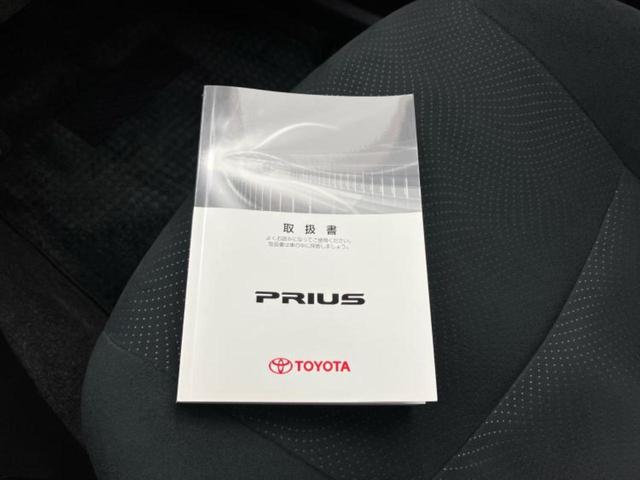 取扱書
よくお読みになってご使用ください。
取扱書は車の中に保管しましょう。
PRIUS
TOYOTA